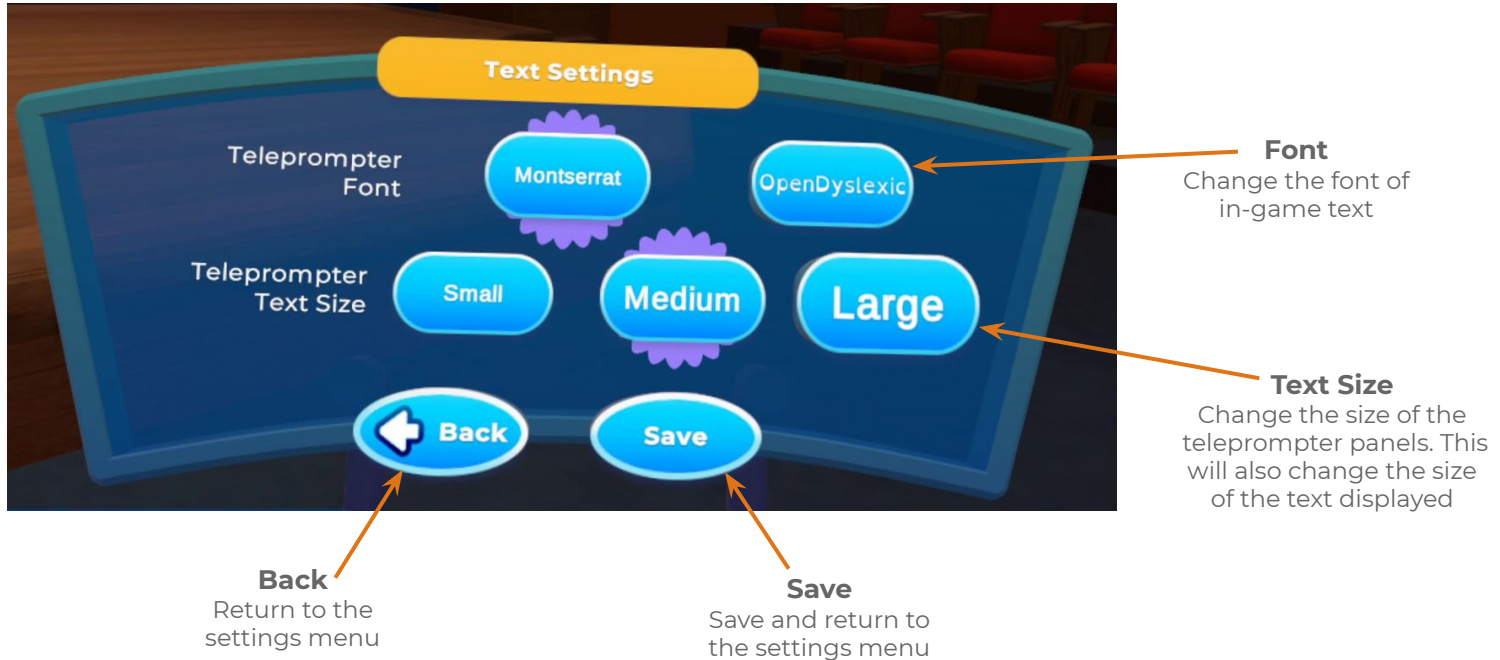 Text Settings
Teleprompter
Font
Montserrat
OpenDyslexic
Teleprompter
Text Size
Small
Medium
Large
Back
Save
Font
Change the font of
in-game text
Text Size
Change the size of the
teleprompter panels. This
will also change the size
of the text displayed
Back
Return to the
settings menu
Save
Save and return to
the settings menu